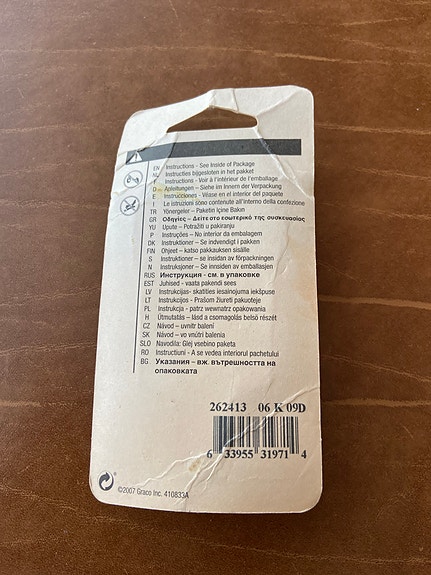 EN Instructions - See Inside of Package
NL Instructies bijgesloten in het pakket
F Instructions - Voir à l'intérieur de l'emballage
D Anleitungen – Siehe im Innern der Verpackung
E Instrucciones - Véase en el interior del paquete
I Le istruzioni sono contenute all'interno della confezione
TR Yönergeler – Paketin İçine Bakın
GR Οδηγίες – Δείτε στο εσωτερικό της συσκευασίας
YU Upute – Potražiti u pakiranju
P Instruções – No interior da embalagem
DK Instruktioner – Se indvendigt i pakken
FIN Ohjeet – katso pakkauksen sisälle
S Instruktioner – se insidan av förpackningen
N Instruksjoner – Se innsiden av emballasjen
RUS Инструкция - см. в упаковке
EST Juhised - vaata pakendi sees
LV Instrukcijas- skatīties iesaiņojuma iekšpuse
LT Instrukcijos - Prašom žiureti pakuoteje
PL Instrukcja - patrz wewnatrz opakowania
H Útmutatás – lásd a csomagolás belső részét
CZ Návod – uvnitr balení
SK Návod – vo vnútri balenia
SLO Navodila: Glej vsebino paketa
RO Instructiuni - A se vedea interiorul pachetului
BG Указания – вж. вътрешността на
опаковката
262413 06 K 09D
6 33955 31971 4
©2007 Graco Inc. 410833A